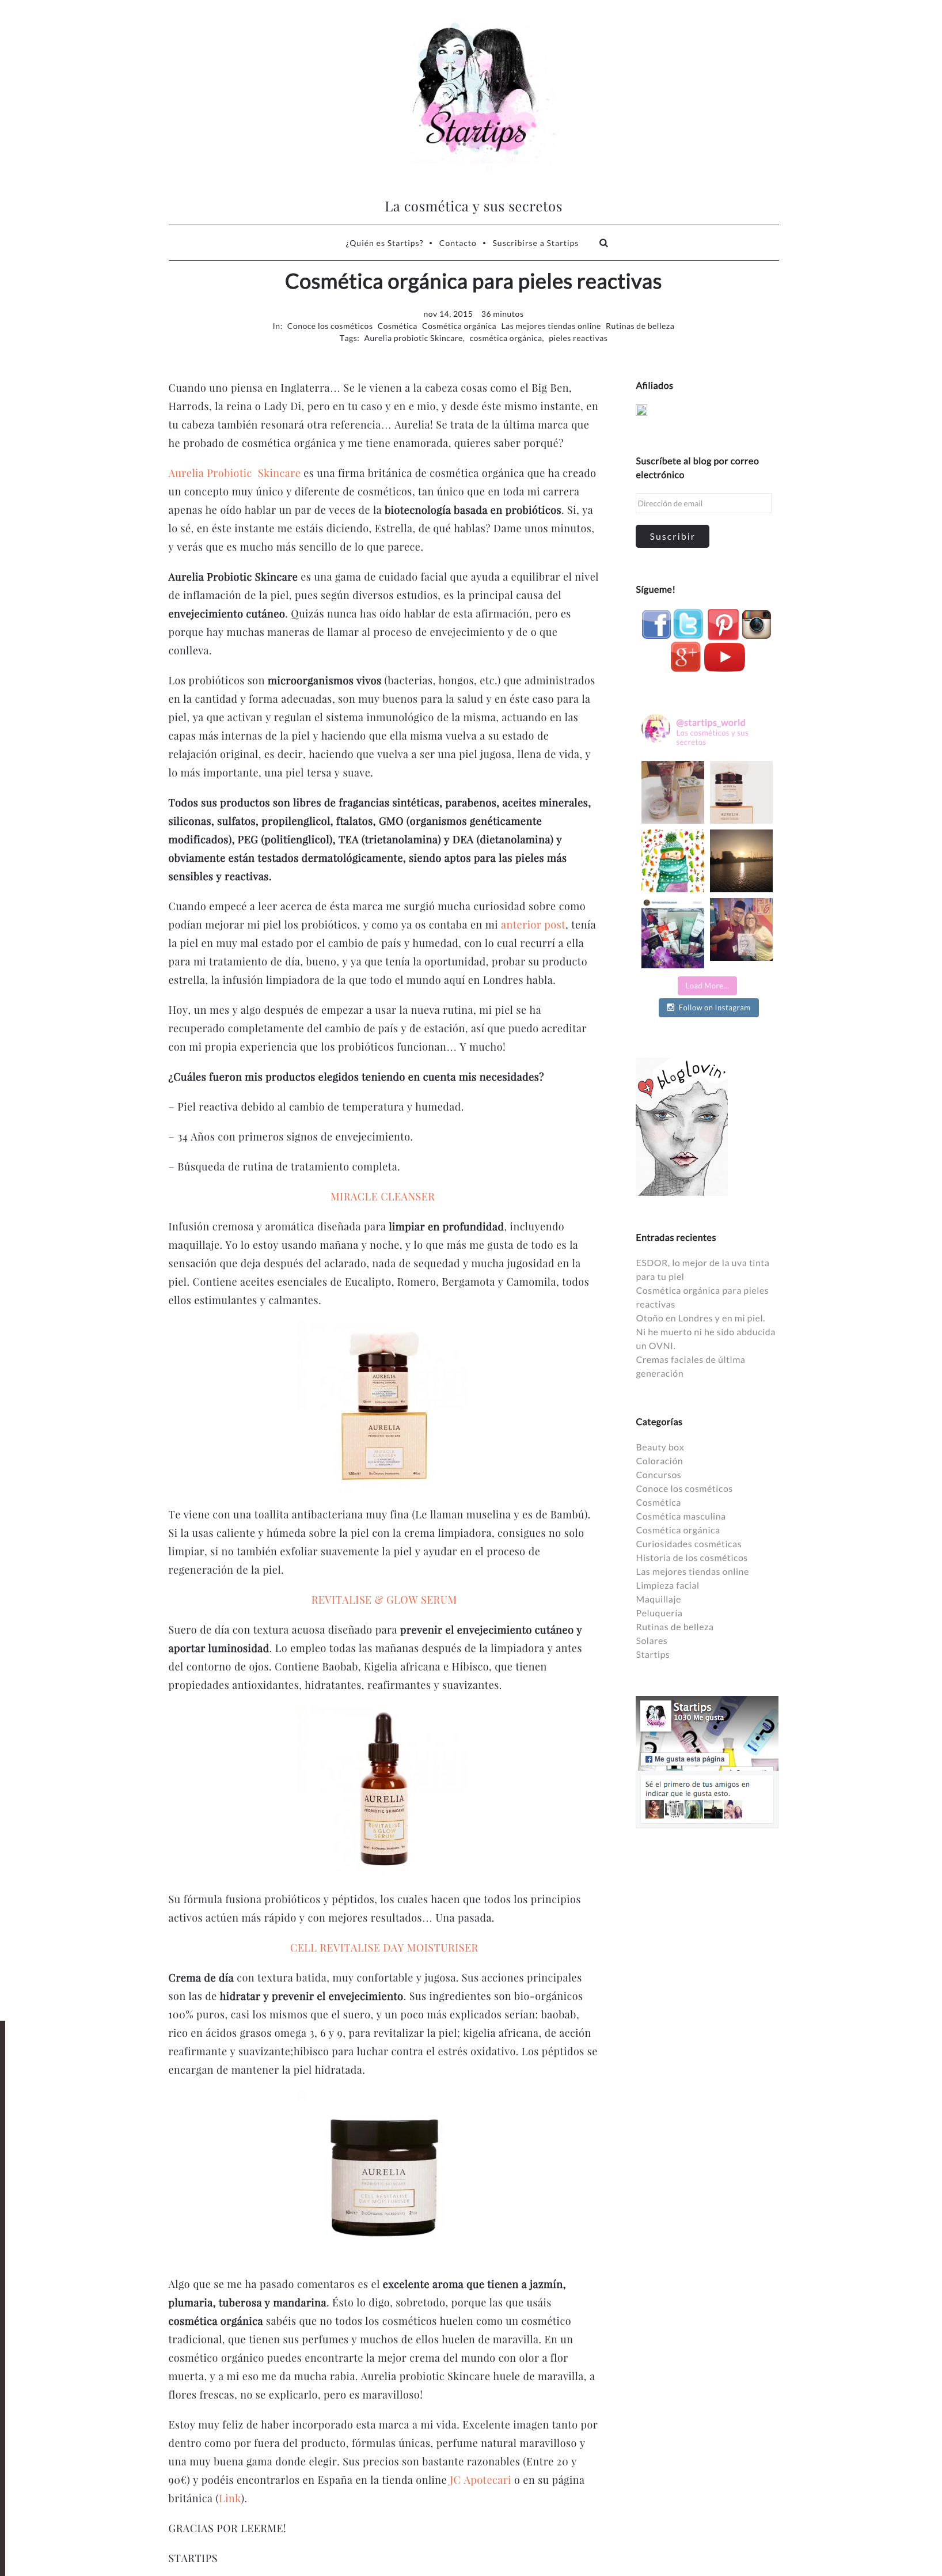 Startips
La cosmética y sus secretos
¿Quién es Startips? • Contacto • Suscribirse a Startips
Cosmética orgánica para pieles reactivas
nov 14, 2015 36 minutos
In: Conoce los cosméticos Cosmética Cosmética orgánica Las mejores tiendas online Rutinas de belleza
Tags: Aurelia probiotic Skincare, cosmética orgánica, pieles reactivas
Cuando uno piensa en Inglaterra… Se le vienen a la cabeza cosas como el Big Ben,
Harrods, la reina o Lady Di, pero en tu caso y en e mio, y desde éste mismo instante, en
tu cabeza también resonará otra referencia… Aurelia! Se trata de la última marca que
he probado de cosmética orgánica y me tiene enamorada, quieres saber porqué?
Aurelia Probiotic Skincare es una firma británica de cosmética orgánica que ha creado
un concepto muy único y diferente de cosméticos, tan único que en toda mi carrera
apenas he oído hablar un par de veces de la biotecnología basada en probióticos. Si, ya
lo sé, en éste instante me estáis diciendo, Estrella, de qué hablas? Dame unos minutos,
y verás que es mucho más sencillo de lo que parece.
Aurelia Probiotic Skincare es una gama de cuidado facial que ayuda a equilibrar el nivel
de inflamación de la piel, pues según diversos estudios, es la principal causa del
envejecimiento cutáneo. Quizás nunca has oído hablar de esta afirmación, pero es
porque hay muchas maneras de llamar al proceso de envejecimiento y de o que
conlleva.
Los probióticos son microorganismos vivos (bacterias, hongos, etc.) que administrados
en la cantidad y forma adecuadas, son muy buenos para la salud y en éste caso para la
piel, ya que activan y regulan el sistema inmunológico de la misma, actuando en las
capas más internas de la piel y haciendo que ella misma vuelva a su estado de
relajación original, es decir, haciendo que vuelva a ser una piel jugosa, llena de vida, y
lo más importante, una piel tersa y suave.
Todos sus productos son libres de fragancias sintéticas, parabenos, aceites minerales,
siliconas, sulfatos, propilenglicol, ftalatos, GMO (organismos genéticamente
modificados), PEG (politienglicol), TEA (trietanolamina) y DEA (dietanolamina) y
obviamente están testados dermatológicamente, siendo aptos para las pieles más
sensibles y reactivas.
Cuando empecé a leer acerca de ésta marca me surgió mucha curiosidad sobre como
podían mejorar mi piel los probióticos, y como ya os contaba en mi anterior post, tenía
la piel en muy mal estado por el cambio de país y humedad, con lo cual recurrí a ella
para mi tratamiento de día, bueno, y ya que tenía la oportunidad, probar su producto
estrella, la infusión limpiadora de la que todo el mundo aquí en Londres habla.
Hoy, un mes y algo después de empezar a usar la nueva rutina, mi piel se ha
recuperado completamente del cambio de país y de estación, así que puedo acreditar
con mi propia experiencia que los probióticos funcionan… Y mucho!
¿Cuáles fueron mis productos elegidos teniendo en cuenta mis necesidades?
– Piel reactiva debido al cambio de temperatura y humedad.
– 34 Años con primeros signos de envejecimiento.
– Búsqueda de rutina de tratamiento completa.
MIRACLE CLEANSER
Infusión cremosa y aromática diseñada para limpiar en profundidad, incluyendo
maquillaje. Yo lo estoy usando mañana y noche, y lo que más me gusta de todo es la
sensación que deja después del aclarado, nada de sequedad y mucha jugosidad en la
piel. Contiene aceites esenciales de Eucalipto, Romero, Bergamota y Camomila, todos
ellos estimulantes y calmantes.
AURELIA
AURELIA
PROBIOTIC SKINCARE
MIRACLE
CLEANSER
Te viene con una toallita antibacteriana muy fina (Le llaman muselina y es de Bambú).
Si la usas caliente y húmeda sobre la piel con la crema limpiadora, consigues no solo
limpiar, si no también exfoliar suavemente la piel y ayudar en el proceso de
regeneración de la piel.
REVITALISE & GLOW SERUM
Suero de día con textura acuosa diseñado para prevenir el envejecimiento cutáneo y
aportar luminosidad. Lo empleo todas las mañanas después de la limpiadora y antes
del contorno de ojos. Contiene Baobab, Kigelia africana e Hibisco, que tienen
propiedades antioxidantes, hidratantes, reafirmantes y suavizantes.
AURELIA
PROBIOTIC SKINCARE
REVITALISE
& GLOW
SERUM
Su fórmula fusiona probióticos y péptidos, los cuales hacen que todos los principios
activos actúen más rápido y con mejores resultados… Una pasada.
CELL REVITALISE DAY MOISTURISER
Crema de día con textura batida, muy confortable y jugosa. Sus acciones principales
son las de hidratar y prevenir el envejecimiento. Sus ingredientes son bio-orgánicos
100% puros, casi los mismos que el suero, y un poco más explicados serían: baobab,
rico en ácidos grasos omega 3, 6 y 9, para revitalizar la piel; kigelia africana, de acción
reafirmante y suavizante;hibisco para luchar contra el estrés oxidativo. Los péptidos se
encargan de mantener la piel hidratada.
AURELIA
PROBIOTIC SKINCARE
CELL REVITALISE
DAY MOISTURISER
Algo que se me ha pasado comentaros es el excelente aroma que tienen a jazmín,
plumaria, tuberosa y mandarina. Ésto lo digo, sobretodo, porque las que usáis
cosmética orgánica sabéis que no todos los cosméticos huelen como un cosmético
tradicional, que tienen sus perfumes y muchos de ellos huelen de maravilla. En un
cosmético orgánico puedes encontrarte la mejor crema del mundo con olor a flor
muerta, y a mi eso me da mucha rabia. Aurelia probiotic Skincare huele de maravilla, a
flores frescas, no se explicarlo, pero es maravilloso!
Estoy muy feliz de haber incorporado esta marca a mi vida. Excelente imagen tanto por
dentro como por fuera del producto, fórmulas únicas, perfume natural maravilloso y
una muy buena gama donde elegir. Sus precios son bastante razonables (Entre 20 y
90€) y podéis encontrarlos en España en la tienda online JC Apotecari o en su página
británica (Link).
GRACIAS POR LEERME!
STARTIPS
Afiliados
Suscríbete al blog por correo
electrónico
Dirección de email
Suscribir
Sígueme!
@startips_world
Los cosméticos y sus
secretos
Load More...
Follow on Instagram
bloglovin'
Entradas recientes
ESDOR, lo mejor de la uva tinta
para tu piel
Cosmética orgánica para pieles
reactivas
Otoño en Londres y en mi piel.
Ni he muerto ni he sido abducida
un OVNI.
Cremas faciales de última
generación
Categorías
Beauty box
Coloración
Concursos
Conoce los cosméticos
Cosmética
Cosmética masculina
Cosmética orgánica
Curiosidades cosméticas
Historia de los cosméticos
Las mejores tiendas online
Limpieza facial
Maquillaje
Peluquería
Rutinas de belleza
Solares
Startips
Startips
1030 Me gusta
Me gusta esta página
Sé el primero de tus amigos en
indicar que le gusta esto.